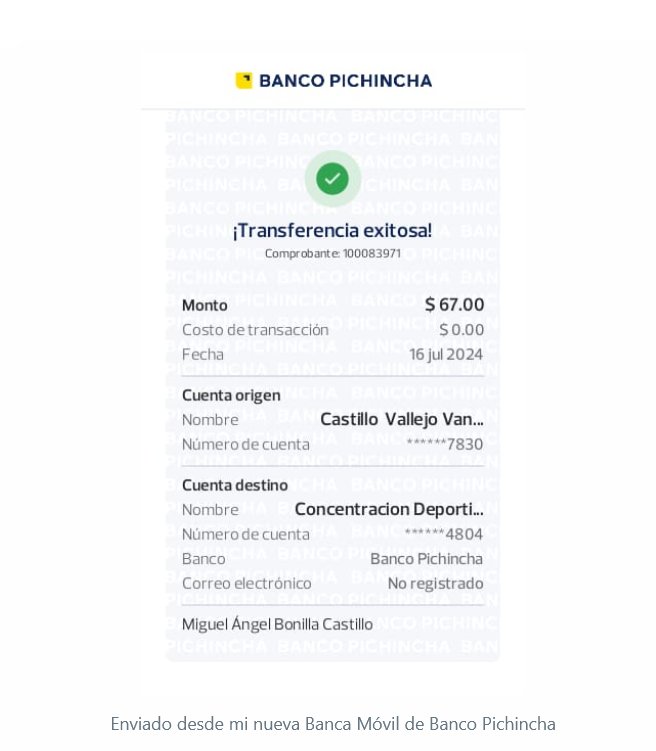 BANCO PICHINCHA
¡Transferencia exitosa!
Comprobante: 100083971
Monto $ 67.00
Costo de transacción $ 0.00
Fecha 16 jul 2024
Cuenta origen
Nombre Castillo Vallejo Van...
Número de cuenta ******7830
Cuenta destino
Nombre Concentracion Deporti...
Número de cuenta ******4804
Banco Banco Pichincha
Correo electrónico No registrado
Miguel Ángel Bonilla Castillo
Enviado desde mi nueva Banca Móvil de Banco Pichincha